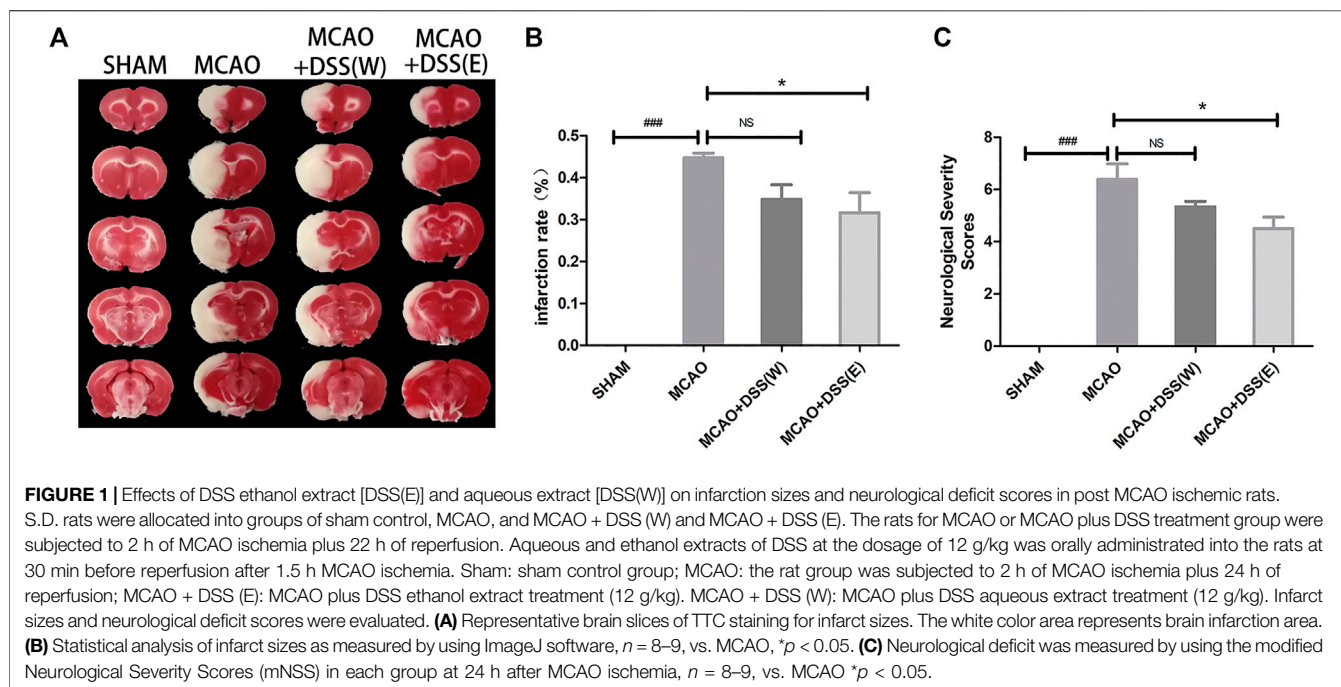 A
SHAM
MCAO
MCAO
+DSS(W)
MCAO
+DSS(E)
B
*
###
NS
infarction rate (%)
0.5
0.4
0.3
0.2
0.1
0.0
SHAM
MCAO
MCAO+DSS(W)
MCAO+DSS(E)
C
*
###
NS
Neurological Severity
Scores
8
6
4
2
0
SHAM
MCAO
MCAO+DSS(W)
MCAO+DSS(E)
FIGURE 1 | Effects of DSS ethanol extract [DSS(E)] and aqueous extract [DSS(W)] on infarction sizes and neurological deficit scores in post MCAO ischemic rats.
S.D. rats were allocated into groups of sham control, MCAO, and MCAO + DSS (W) and MCAO + DSS (E). The rats for MCAO or MCAO plus DSS treatment group were
subjected to 2 h of MCAO ischemia plus 22 h of reperfusion. Aqueous and ethanol extracts of DSS at the dosage of 12 g/kg was orally administrated into the rats at
30 min before reperfusion after 1.5 h MCAO ischemia. Sham: sham control group; MCAO: the rat group was subjected to 2 h of MCAO ischemia plus 24 h of
reperfusion; MCAO + DSS (E): MCAO plus DSS ethanol extract treatment (12 g/kg). MCAO + DSS (W): MCAO plus DSS aqueous extract treatment (12 g/kg). Infarct
sizes and neurological deficit scores were evaluated. (A) Representative brain slices of TTC staining for infarct sizes. The white color area represents brain infarction area.
(B) Statistical analysis of infarct sizes as measured by using ImageJ software, n = 8–9, vs. MCAO, *p < 0.05. (C) Neurological deficit was measured by using the modified
Neurological Severity Scores (mNSS) in each group at 24 h after MCAO ischemia, n = 8–9, vs. MCAO *p < 0.05.